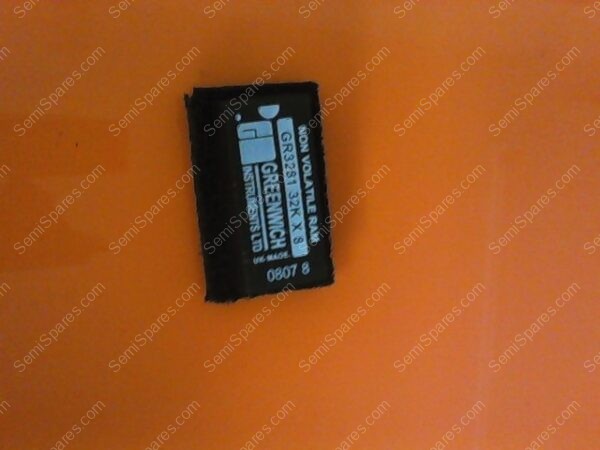 NON VOLATILE RAM
GR3281 32K X 8
GREENWICH
INSTRUMENTS LTD
UK-MADE
0807 8
SemiSpares.com